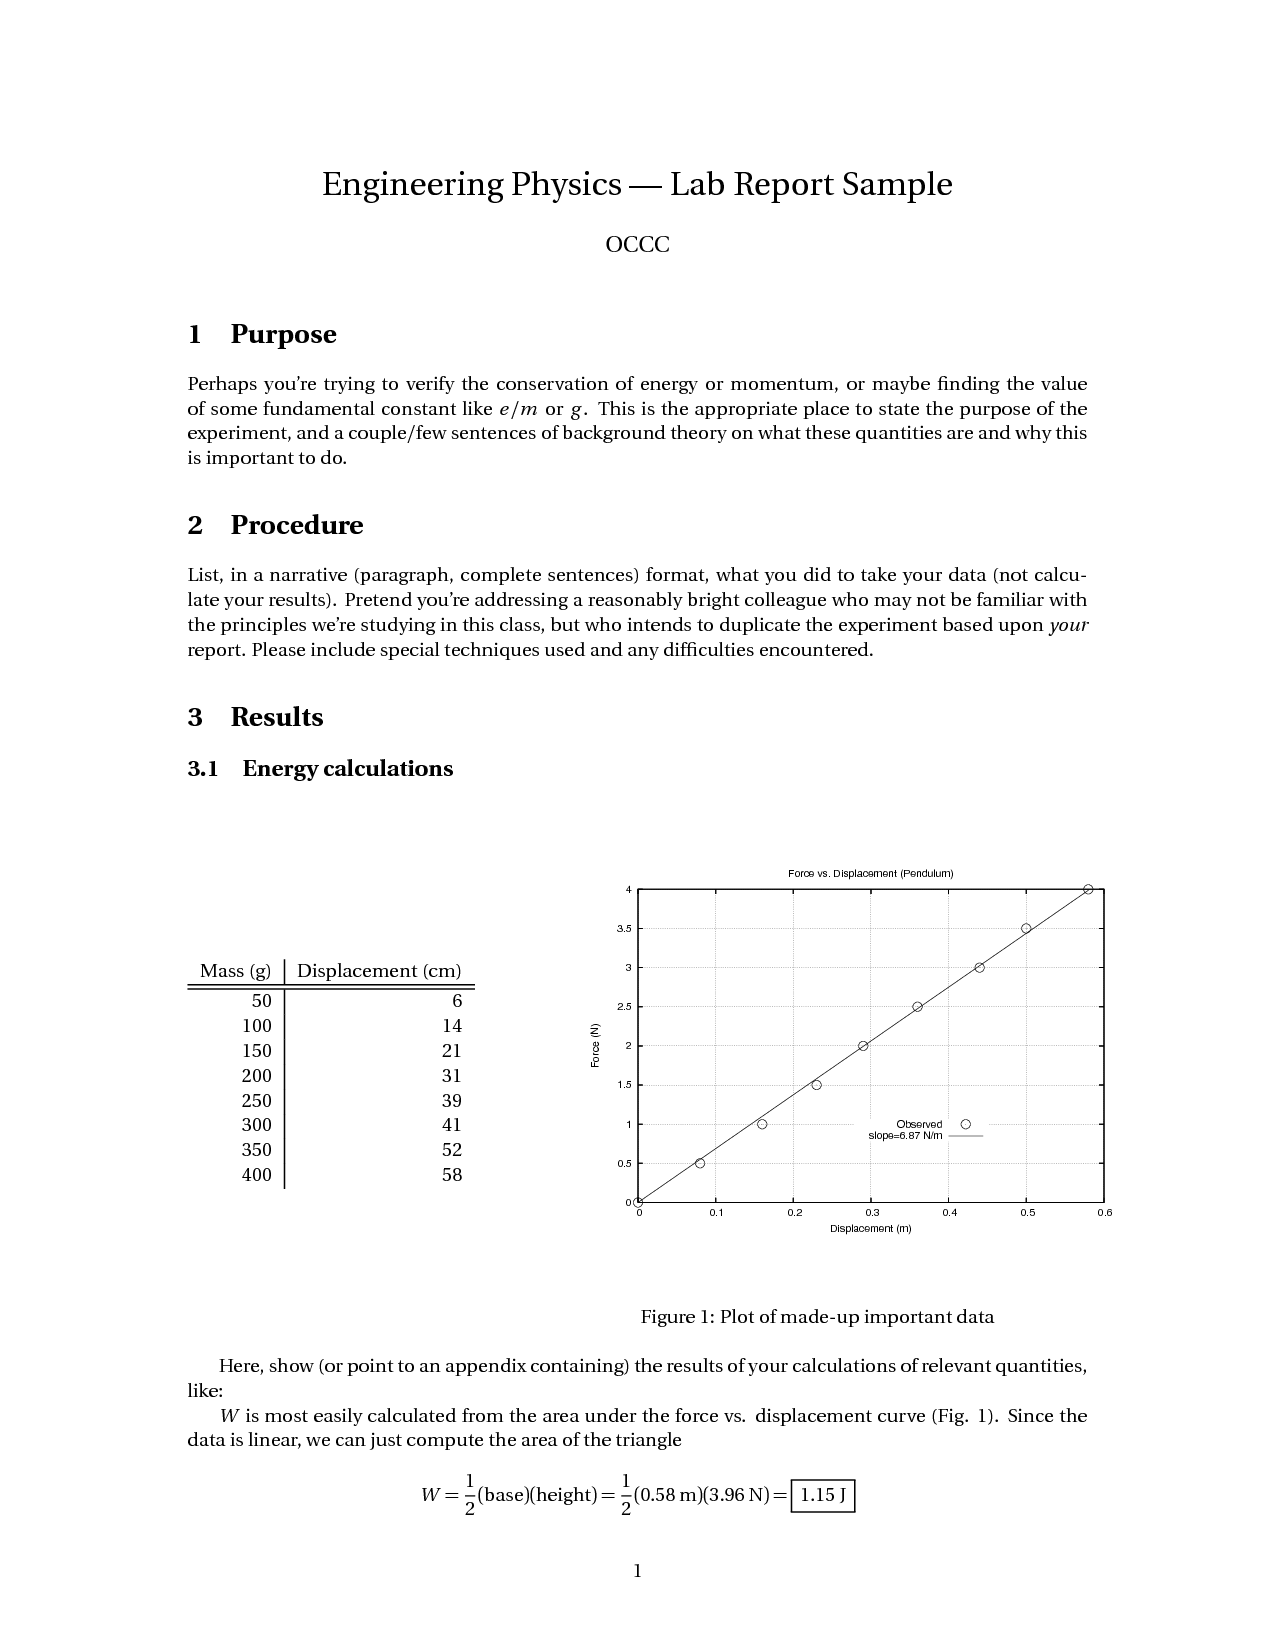 Engineering Physics — Lab Report Sample
OCCC
1 Purpose
Perhaps you're trying to verify the conservation of energy or momentum, or maybe finding the value
of some fundamental constant like e/m or g. This is the appropriate place to state the purpose of the
experiment, and a couple/few sentences of background theory on what these quantities are and why this
is important to do.
2 Procedure
List, in a narrative (paragraph, complete sentences) format, what you did to take your data (not calcu-
late your results). Pretend you're addressing a reasonably bright colleague who may not be familiar with
the principles we're studying in this class, but who intends to duplicate the experiment based upon your
report. Please include special techniques used and any difficulties encountered.
3 Results
3.1 Energy calculations
Mass (g) Displacement (cm)
50 6
100 14
150 21
200 31
250 39
300 41
350 52
400 58
Force vs. Displacement (Pendulum)
4
3.5
3
2.5
2
1.5
1
0.5
0
Force (N)
Observed
slope=6.87 N/m
0 0.1 0.2 0.3 0.4 0.5 0.6
Displacement (m)
Figure 1: Plot of made-up important data
Here, show (or point to an appendix containing) the results of your calculations of relevant quantities,
like:
W is most easily calculated from the area under the force vs. displacement curve (Fig. 1). Since the
data is linear, we can just compute the area of the triangle
W = 1/2 (base)(height) = 1/2 (0.58 m)(3.96 N) = 1.15 J
1